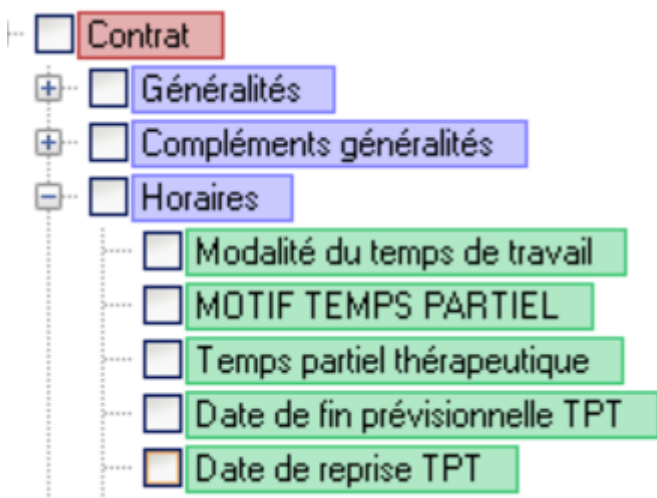 Contrat
Généralités
Compléments généralités
Horaires
Modalité du temps de travail
MOTIF TEMPS PARTIEL
Temps partiel thérapeutique
Date de fin prévisionnelle TPT
Date de reprise TPT